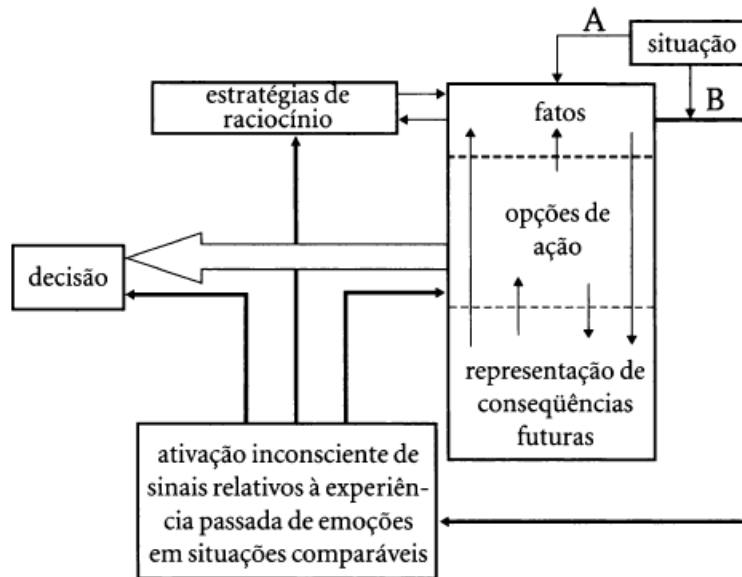 A
situação
B
estratégias de
raciocínio
fatos
opções de
ação
decisão
representação de
conseqüências
futuras
ativação inconsciente de
sinais relativos à experiên-
cia passada de emoções
em situações comparáveis